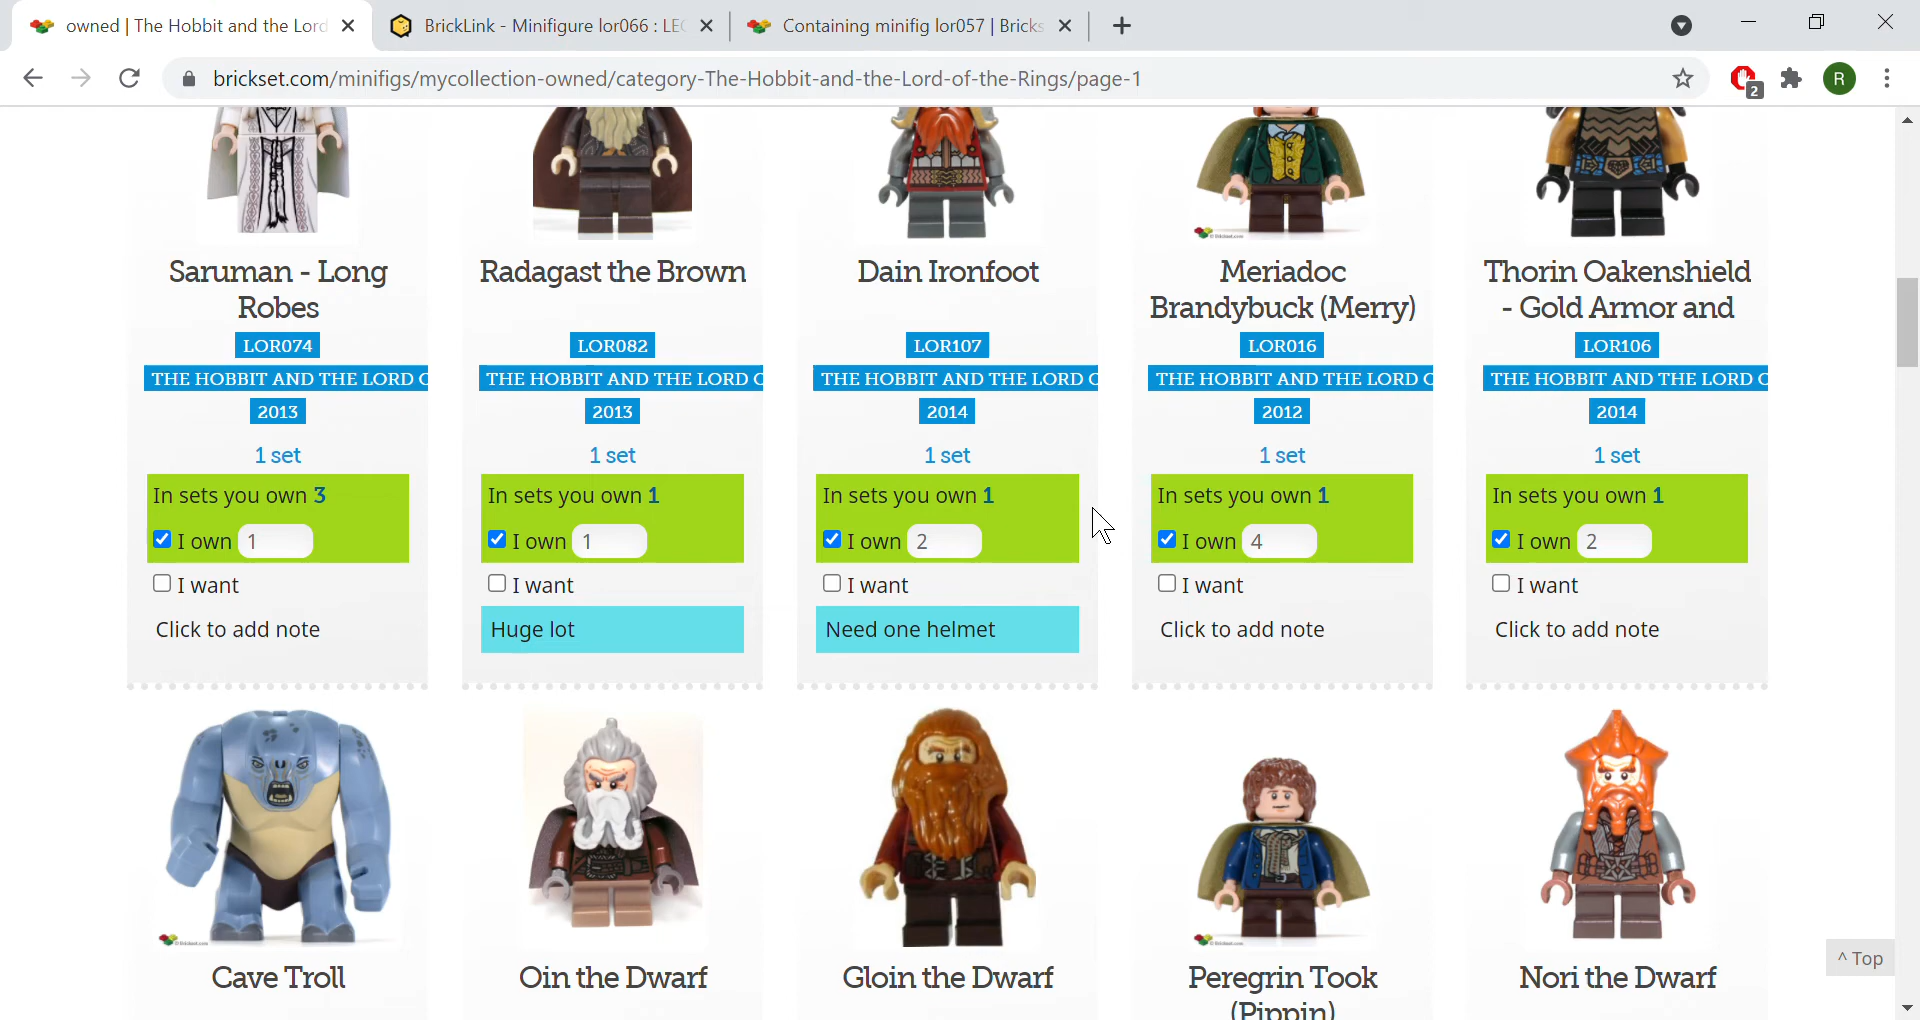 owned | The Hobbit and the Lord
BrickLink - Minifigure lor066 : LEG
Containing minifig lor057 | Bricks
brickset.com/minifigs/mycollection-owned/category-The-Hobbit-and-the-Lord-of-the-Rings/page-1
2
R
Saruman - Long
Robes
LOR074
THE HOBBIT AND THE LORD O
2013
1 set
In sets you own 3
I own 1
I want
Click to add note
Radagast the Brown
LOR082
THE HOBBIT AND THE LORD O
2013
1 set
In sets you own 1
I own 1
I want
Huge lot
Dain Ironfoot
LOR107
THE HOBBIT AND THE LORD O
2014
1 set
In sets you own 1
I own 2
I want
Need one helmet
Meriadoc
Brandybuck (Merry)
LOR016
THE HOBBIT AND THE LORD O
2012
1 set
In sets you own 1
I own 4
I want
Click to add note
Thorin Oakenshield
- Gold Armor and
LOR106
THE HOBBIT AND THE LORD O
2014
1 set
In sets you own 1
I own 2
I want
Click to add note
Cave Troll
Oin the Dwarf
Gloin the Dwarf
Peregrin Took
(Pippin)
Nori the Dwarf
^ Top